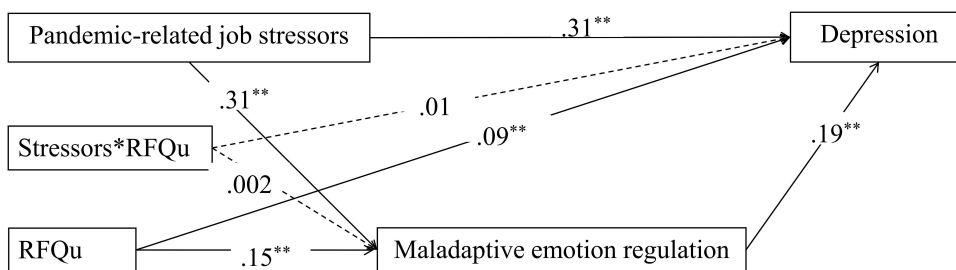 Pandemic-related job stressors
.31**
Depression
.31**
.01
Stressors*RFQu
.09**
.19**
.002
RFQu
.15**
Maladaptive emotion regulation